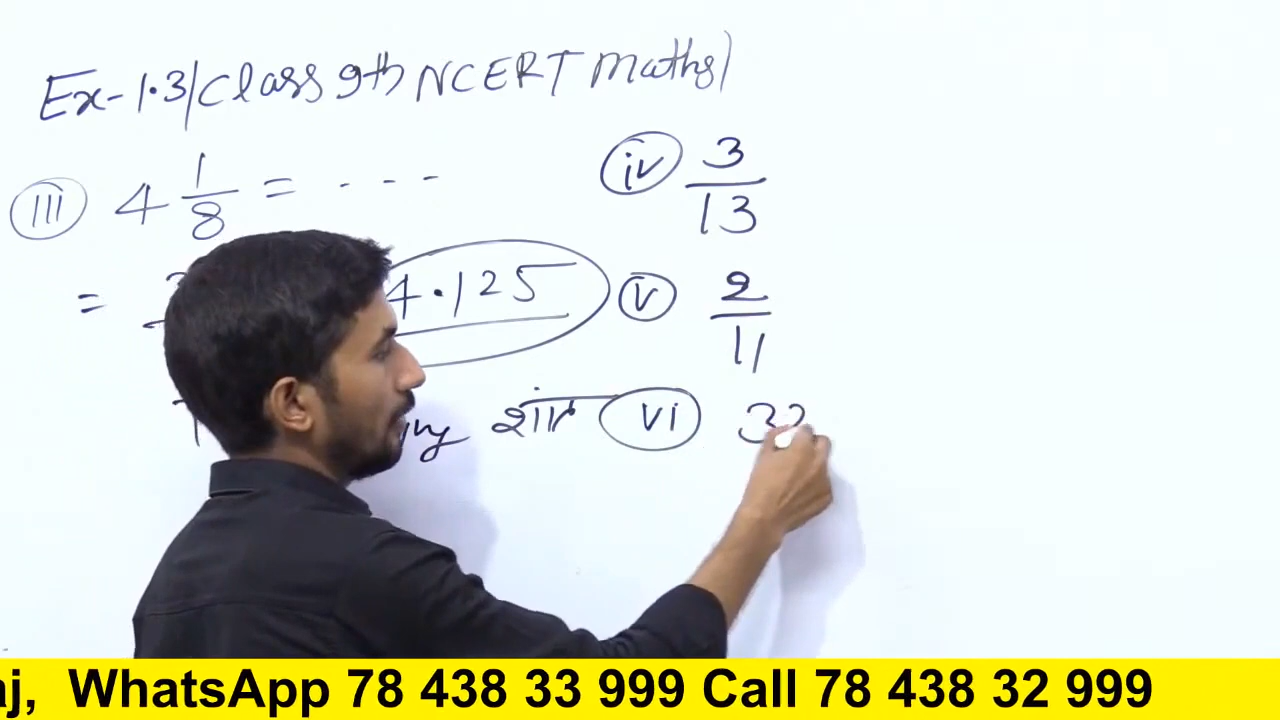 Ex-1.3/Class 9th NCERT Maths)
(iii) 4 1/8 = . - - -
=
4.125
(iv) 3/13
(v) 2/11
(vi) 32
WhatsApp 78 438 33 999 Call 78 438 32 999